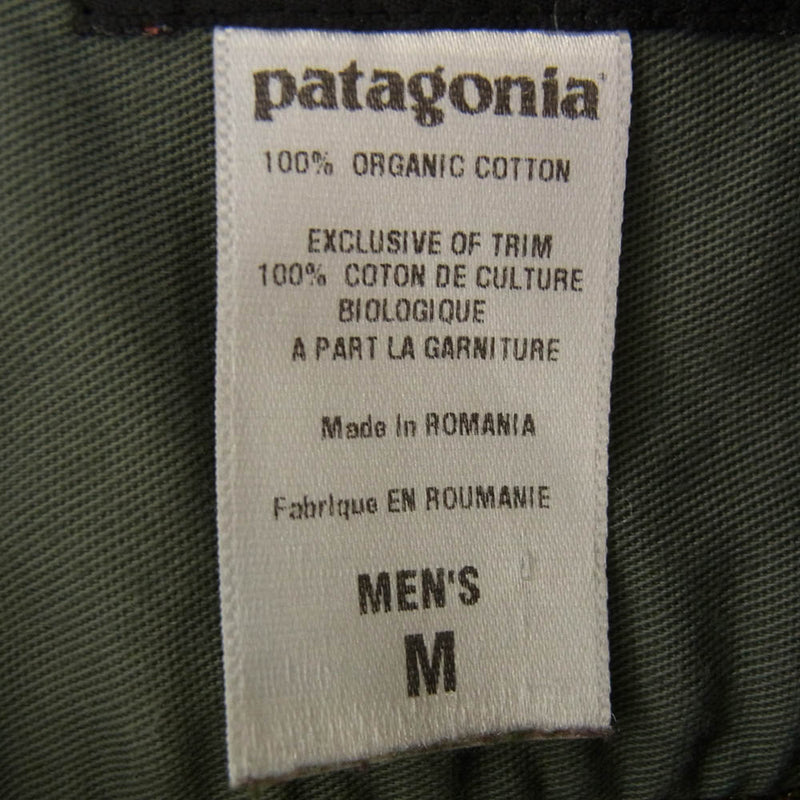 patagonia
100% ORGANIC COTTON
EXCLUSIVE OF TRIM
100% COTON DE CULTURE
BIOLOGIQUE
A PART LA GARNITURE
Made In ROMANIA
Fabrique EN ROUMANIE
MEN'S
M